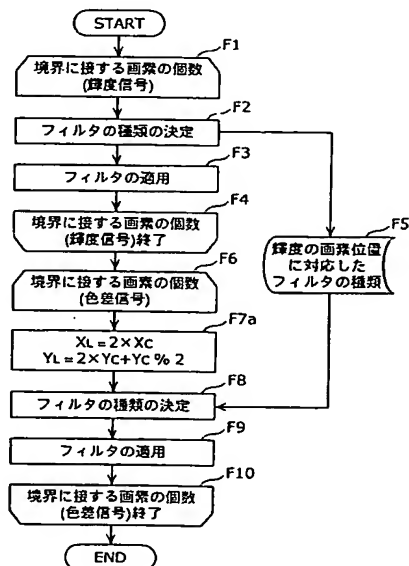 START
F1
境界に接する画素の個数
(輝度信号)
F2
フィルタの種類の決定
F3
フィルタの適用
F4
境界に接する画素の個数
(輝度信号)終了
F5
輝度の画素位置
に対応した
フィルタの種類
F6
境界に接する画素の個数
(色差信号)
F7a
XL=2×XC
YL=2×YC+YC % 2
F8
フィルタの種類の決定
F9
フィルタの適用
F10
境界に接する画素の個数
(色差信号)終了
END